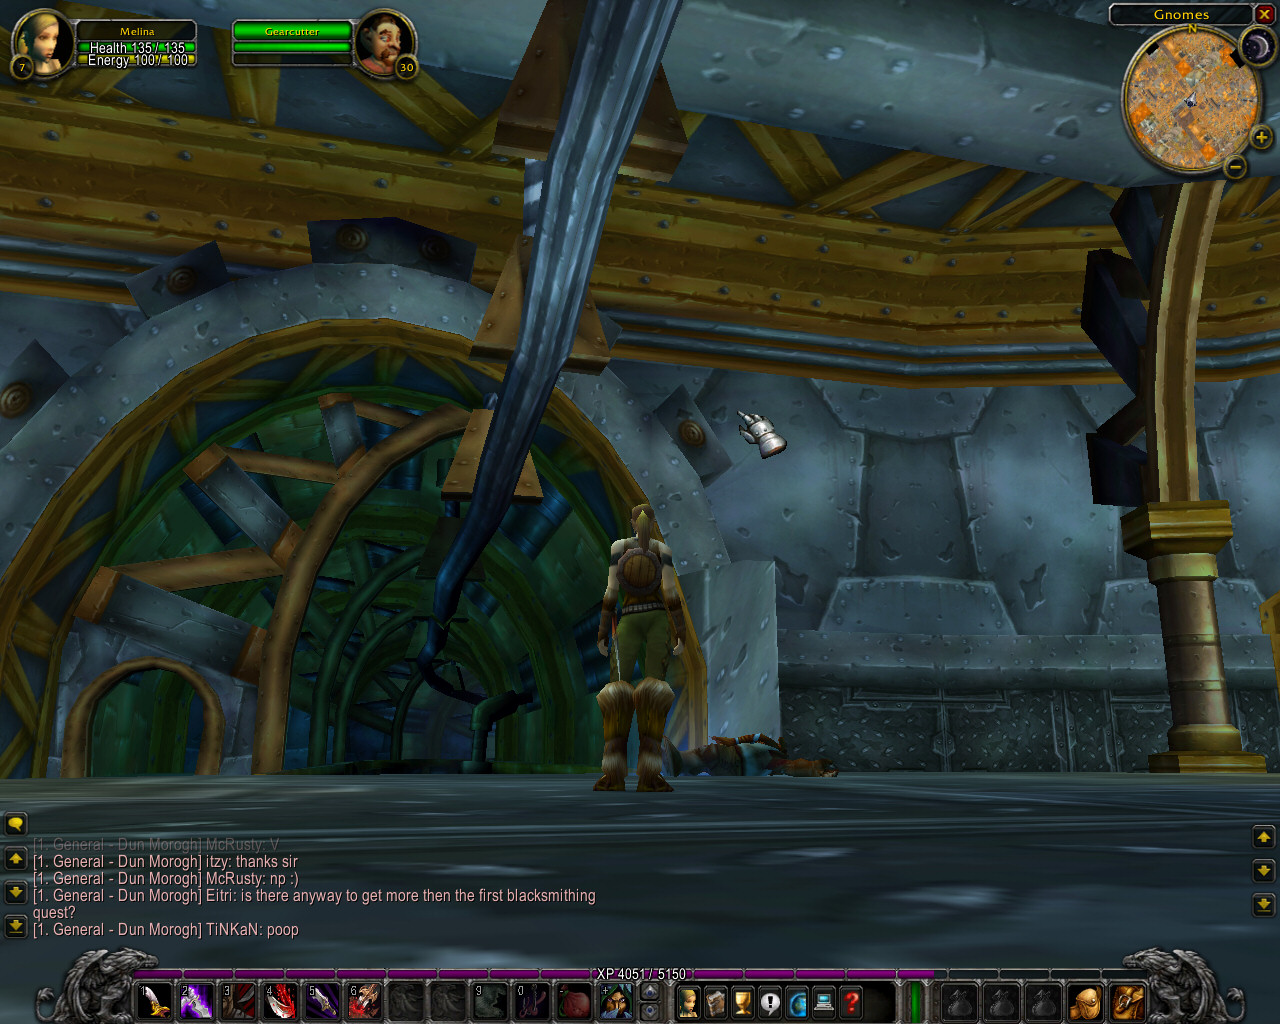 Melina
Health 135 / 135
Energy 100 / 100
7
Gearcutter
30
Gnomes
N
[1. General - Dun Morogh] McRusty: V
[1. General - Dun Morogh] itzy: thanks sir
[1. General - Dun Morogh] McRusty: np :)
[1. General - Dun Morogh] Eitri: is there anyway to get more then the first blacksmithing
quest?
[1. General - Dun Morogh] TiNKaN: poop
XP 4051 / 5150
1 2 3 4 5 6 9 0 - +